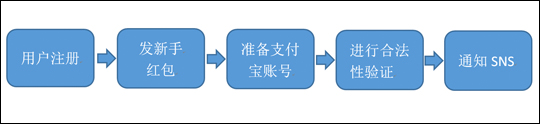 用户注册
发新手
红包
准备支付
宝账号
进行合法
性验证
通知 SNS